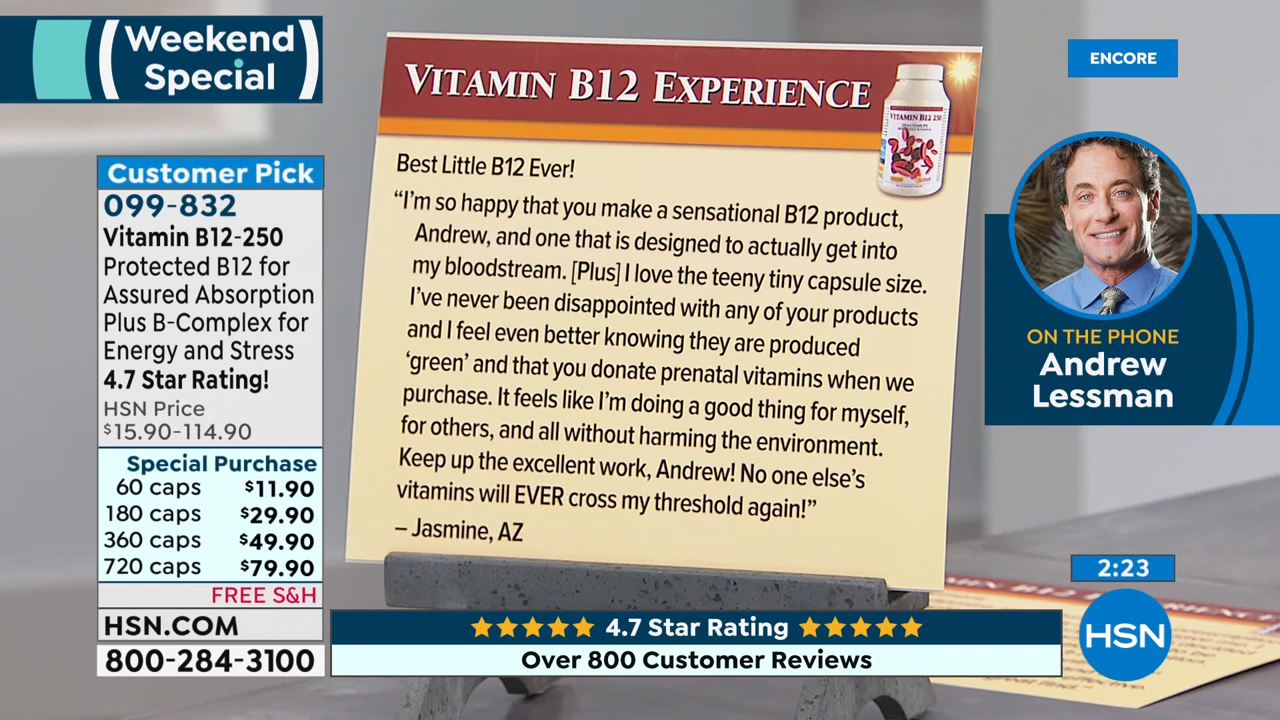 Weekend
Special
ENCORE
Customer Pick
099-832
Vitamin B12-250
Protected B12 for
Assured Absorption
Plus B-Complex for
Energy and Stress
4.7 Star Rating!
HSN Price
$15.90-114.90
Special Purchase
60 caps $11.90
180 caps $29.90
360 caps $49.90
720 caps $79.90
FREE S&H
HSN.COM
800-284-3100
VITAMIN B12 EXPERIENCE
VITAMIN B12 250
Best Little B12 Ever!
“I’m so happy that you make a sensational B12 product,
Andrew, and one that is designed to actually get into
my bloodstream. [Plus] I love the teeny tiny capsule size.
I’ve never been disappointed with any of your products
and I feel even better knowing they are produced
‘green’ and that you donate prenatal vitamins when we
purchase. It feels like I’m doing a good thing for myself,
for others, and all without harming the environment.
Keep up the excellent work, Andrew! No one else’s
vitamins will EVER cross my threshold again!”
– Jasmine, AZ
ON THE PHONE
Andrew
Lessman
2:23
HSN
4.7 Star Rating
Over 800 Customer Reviews